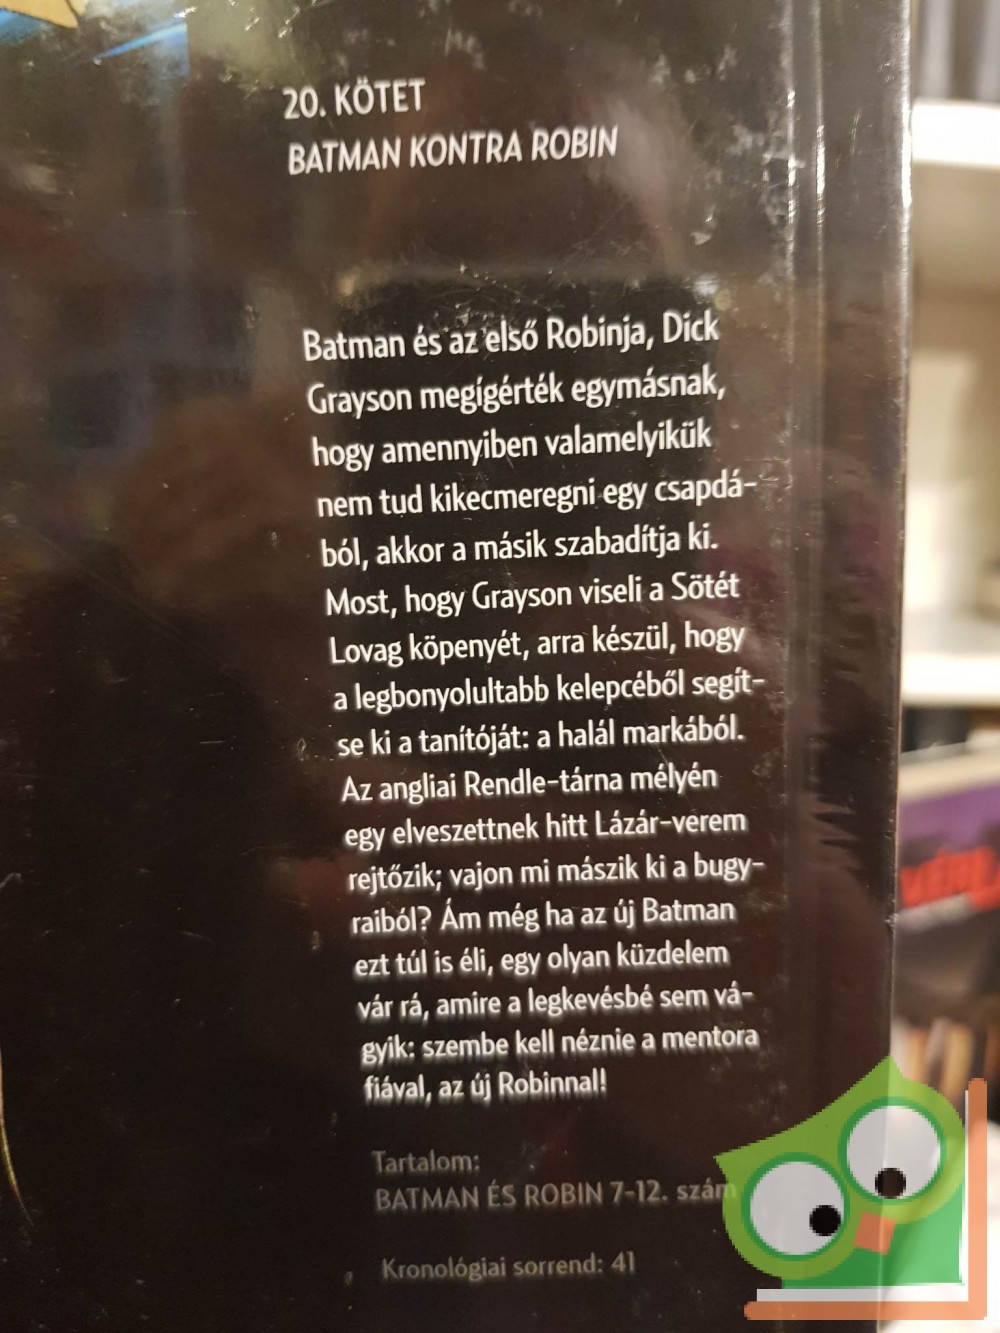 20. KÖTET
BATMAN KONTRA ROBIN
Batman és az első Robinja, Dick
Grayson megígérték egymásnak,
hogy amennyiben valamelyikük
nem tud kikecmeregni egy csapdá-
ból, akkor a másik szabadítja ki.
Most, hogy Grayson viseli a Sötét
Lovag köpenyét, arra készül, hogy
a legbonyolultabb kelepcéből segít-
se ki a tanítóját: a halál markából.
Az angliai Rendle-tárna mélyén
egy elveszettnek hitt Lázár-verem
rejtőzik; vajon mi mászik ki a bugy-
raiból? Ám még ha az új Batman
ezt túl is éli, egy olyan küzdelem
vár rá, amire a legkevésbé sem vá-
gyik: szembe kell néznie a mentora
fiával, az új Robinnal!
Tartalom:
BATMAN ÉS ROBIN 7-12. szám
Kronológiai sorrend: 41